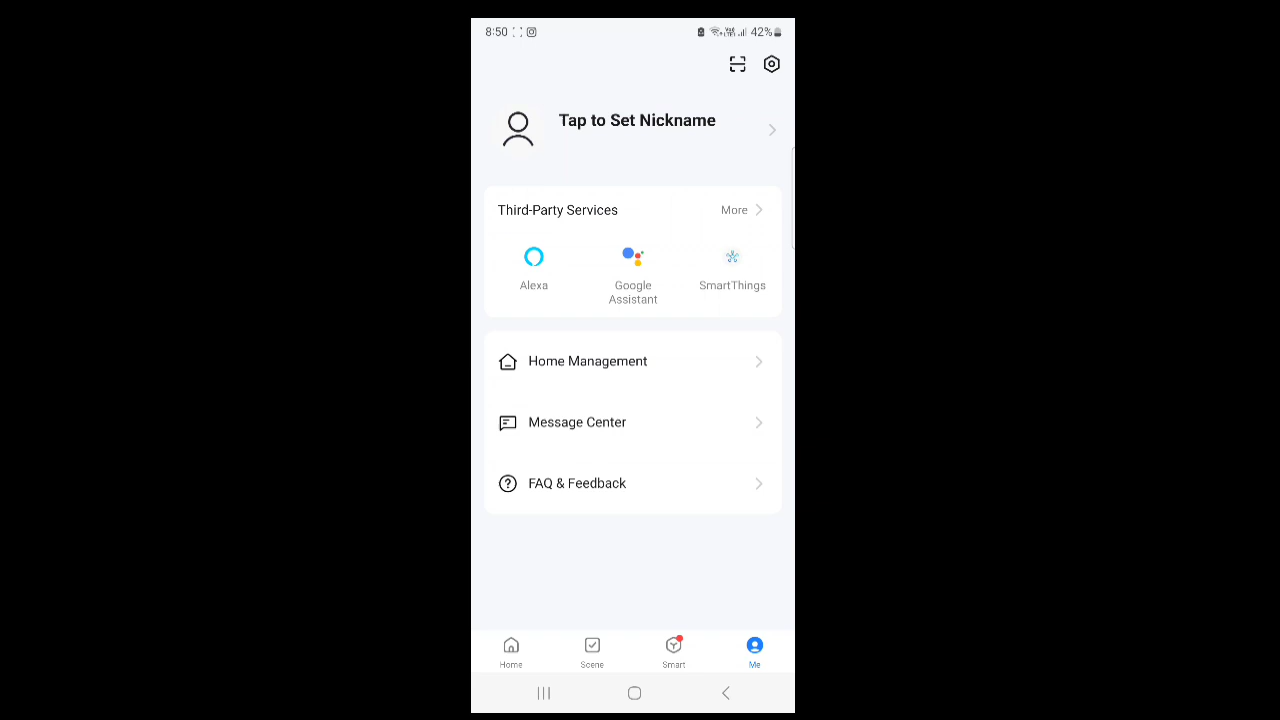 8:50 42%
Tap to Set Nickname
Third-Party Services More
Alexa Google Assistant SmartThings
Home Management
Message Center
FAQ & Feedback
Home Scene Smart Me